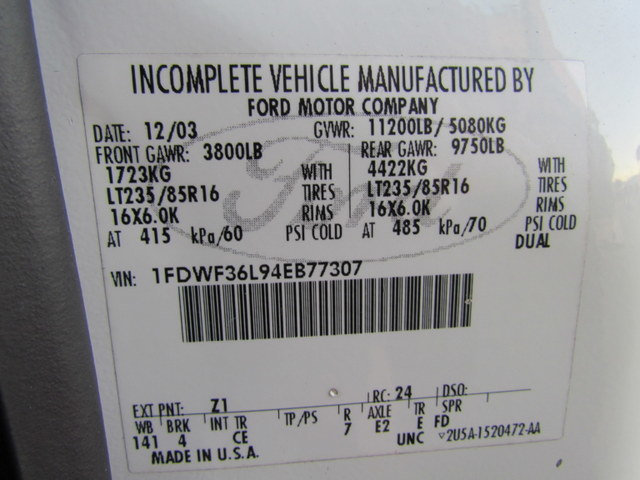 INCOMPLETE VEHICLE MANUFACTURED BY
FORD MOTOR COMPANY
DATE: 12/03 GVWR: 11200LB/ 5080KG
FRONT GAWR: 3800LB REAR GAWR: 9750LB
1723KG WITH 4422KG WITH
LT235/85R16 TIRES LT235/85R16 TIRES
16X6.0K RIMS 16X6.0K RIMS
AT 415 kPa/60 PSI COLD AT 485 kPa/70 PSI COLD
DUAL
Ford
VIN: 1FDWF36L94EB77307
EXT PNT: Z1 RC: 24 DSO:
WB BRK INT TR TP/PS R AXLE TR SPR
141 4 CE 7 E2 E FD
UNC ▽2U5A-1520472-AA
MADE IN U.S.A.